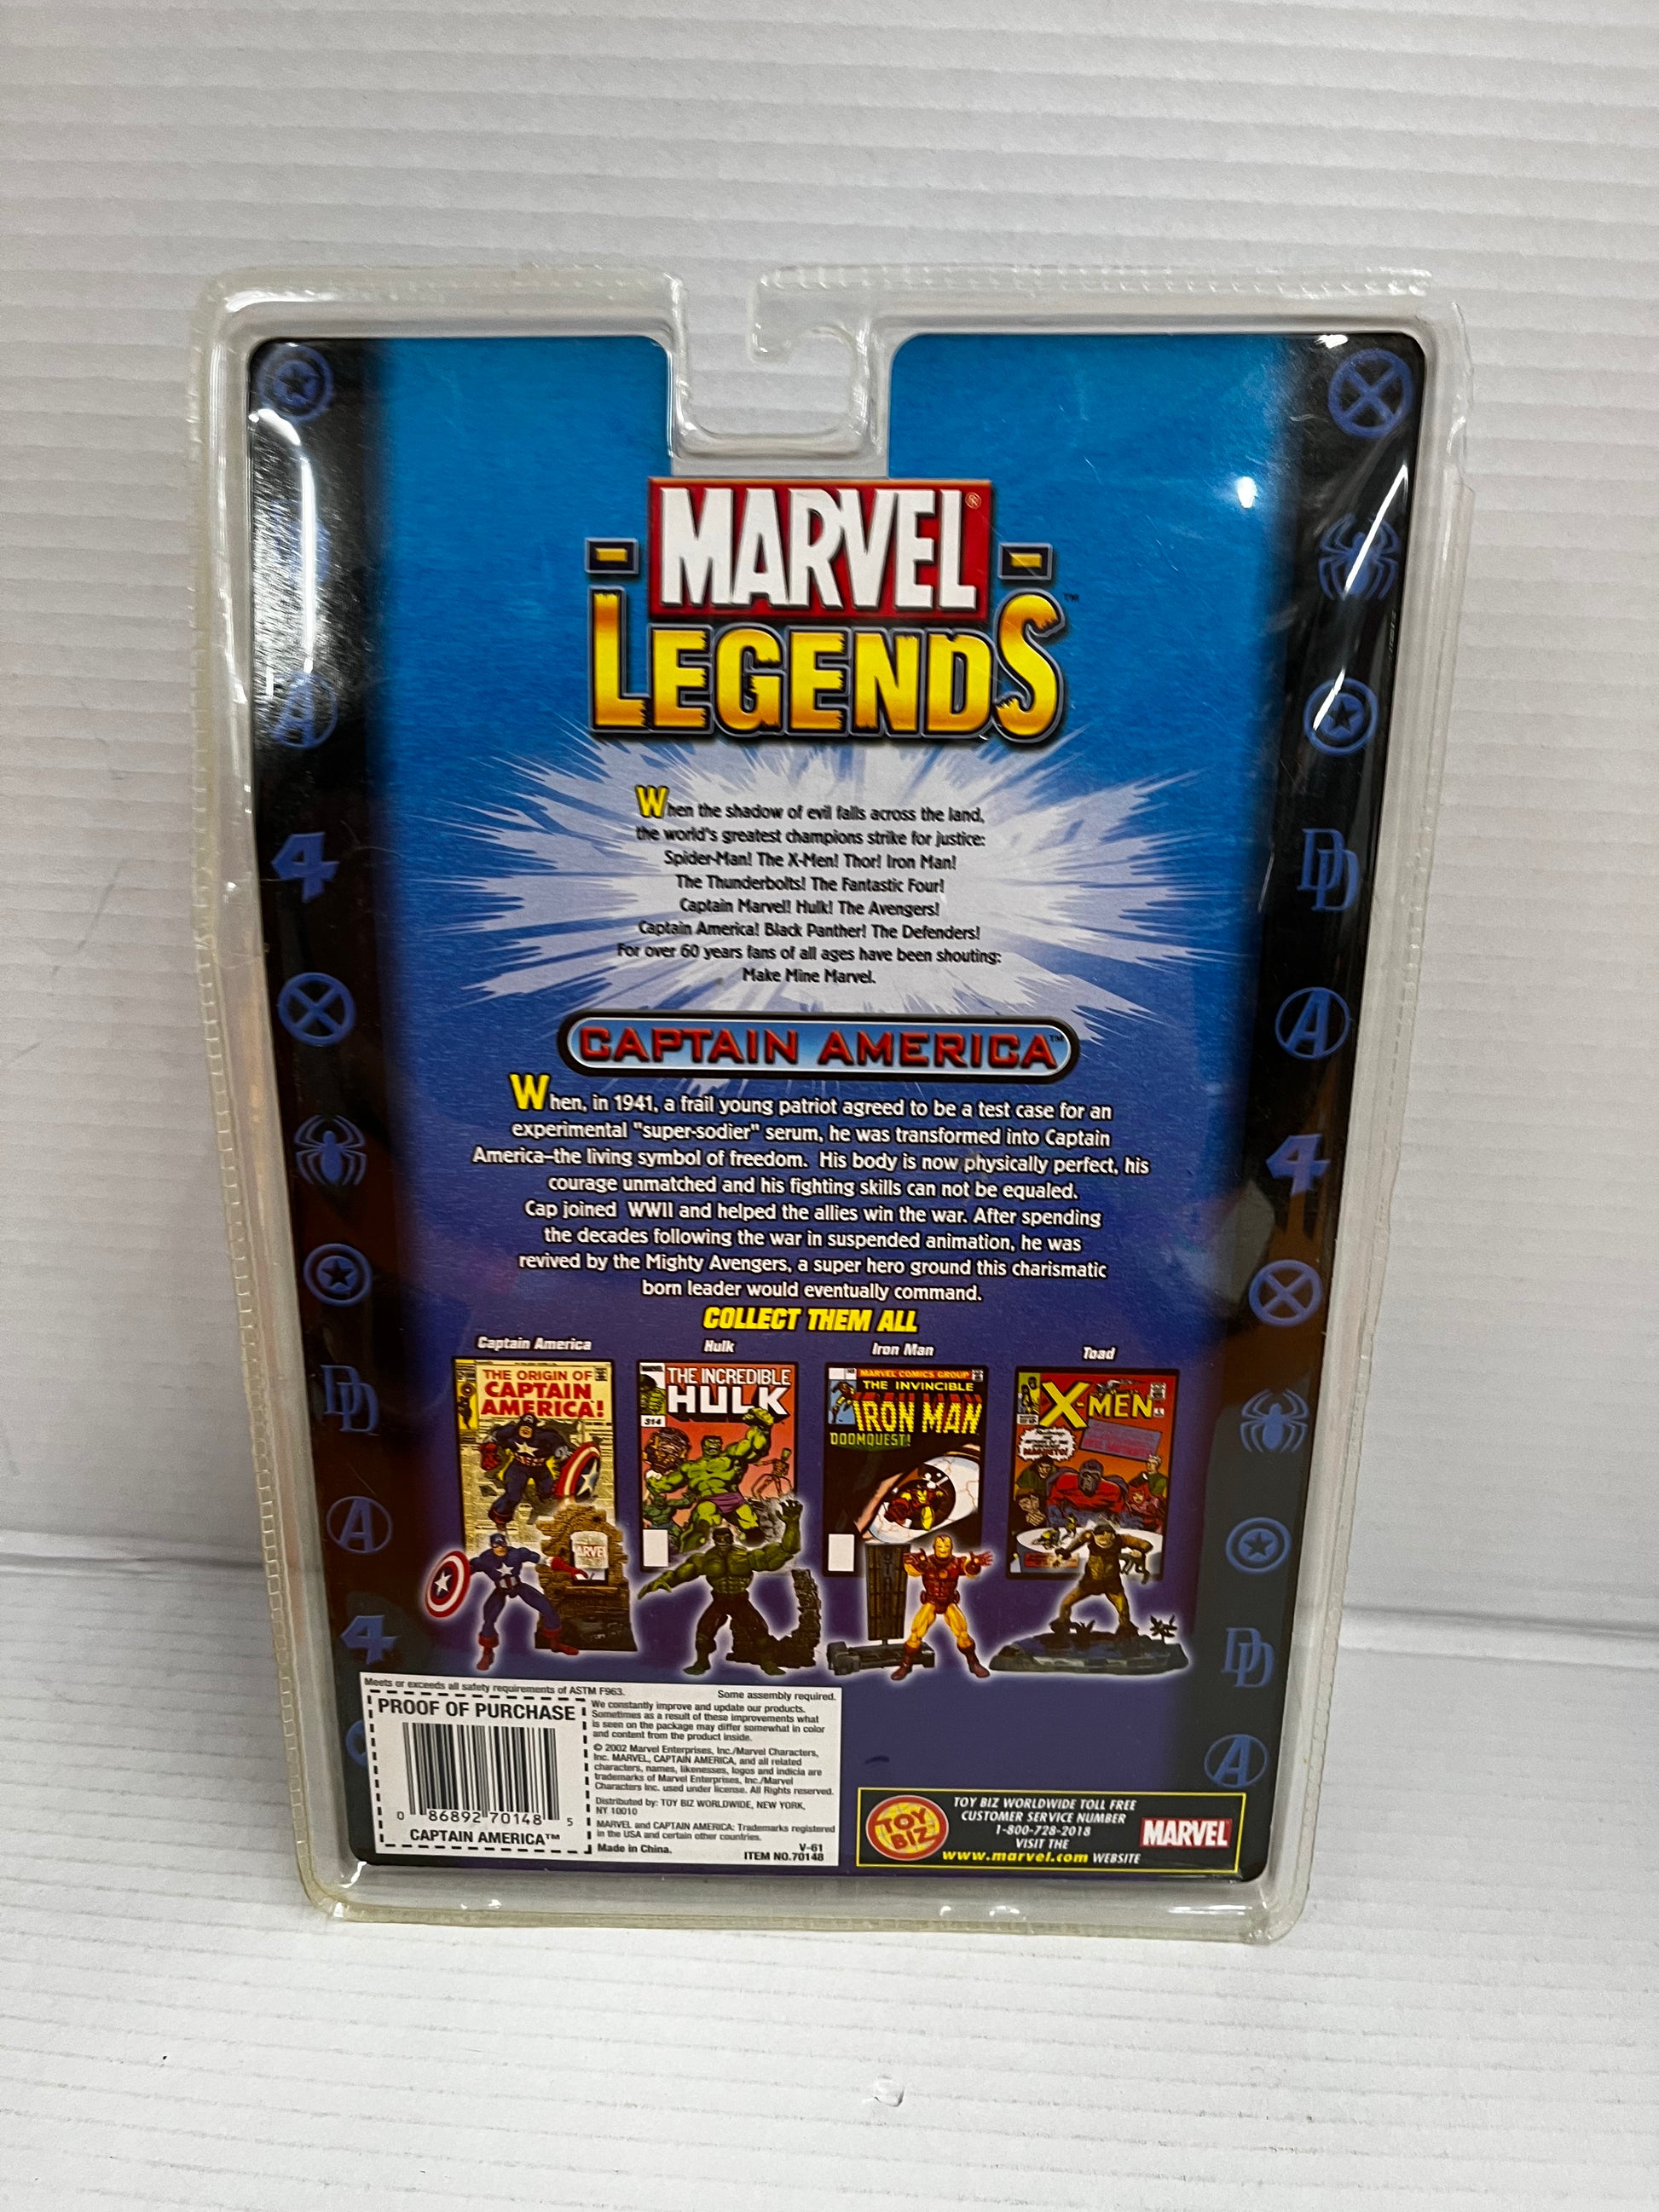 MARVEL®
LEGENDS™
When the shadow of evil falls across the land,
the world's greatest champions strike for justice:
Spider-Man! The X-Men! Thor! Iron Man!
The Thunderbolts! The Fantastic Four!
Captain Marvel! Hulk! The Avengers!
Captain America! Black Panther! The Defenders!
For over 60 years fans of all ages have been shouting:
Make Mine Marvel.
CAPTAIN AMERICA™
When, in 1941, a frail young patriot agreed to be a test case for an
experimental "super-sodier" serum, he was transformed into Captain
America–the living symbol of freedom. His body is now physically perfect, his
courage unmatched and his fighting skills can not be equaled.
Cap joined WWII and helped the allies win the war. After spending
the decades following the war in suspended animation, he was
revived by the Mighty Avengers, a super hero ground this charismatic
born leader would eventually command.
COLLECT THEM ALL
Captain America
Hulk
Iron Man
Toad
THE ORIGIN OF
CAPTAIN
AMERICA!
THE INCREDIBLE
HULK
314
MARVEL COMICS GROUP
THE INVINCIBLE
IRON MAN
DOOMQUEST!
X-MEN
MAGNETO!
Meets or exceeds all safety requirements of ASTM F963.
Some assembly required.
PROOF OF PURCHASE
0 86892 70148 5
CAPTAIN AMERICA™
We constantly improve and update our products.
Sometimes as a result of these improvements what
is seen on the package may differ somewhat in color
and content from the product inside.
© 2002 Marvel Enterprises, Inc./Marvel Characters,
Inc. MARVEL, CAPTAIN AMERICA, and all related
characters, names, likenesses, logos and indicia are
trademarks of Marvel Enterprises, Inc./Marvel
Characters Inc. used under license. All Rights reserved.
Distributed by: TOY BIZ WORLDWIDE, NEW YORK,
NY 10010
MARVEL and CAPTAIN AMERICA: Trademarks registered
in the USA and certain other countries.
Made in China.
V-61
ITEM NO.70148
TOY BIZ
TOY BIZ WORLDWIDE TOLL FREE
CUSTOMER SERVICE NUMBER
1-800-728-2018
VISIT THE
www.marvel.com WEBSITE
MARVEL